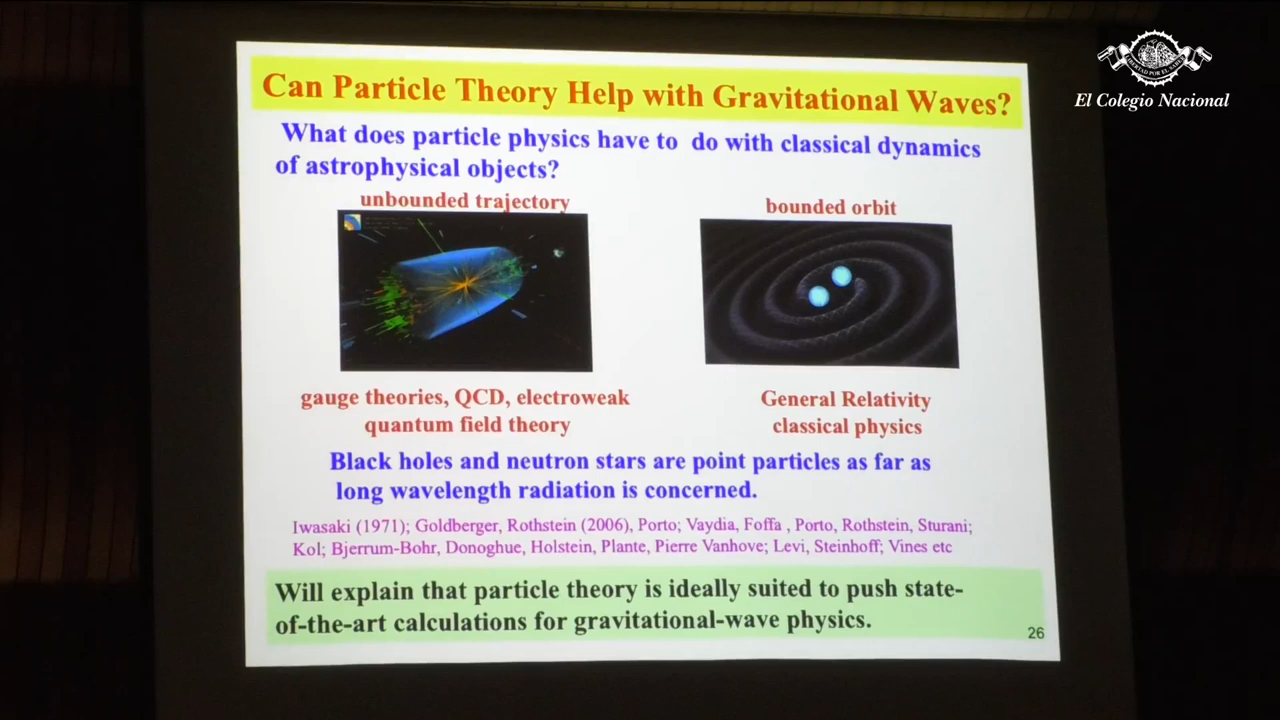 Can Particle Theory Help with Gravitational Waves?
What does particle physics have to do with classical dynamics
of astrophysical objects?
unbounded trajectory
bounded orbit
gauge theories, QCD, electroweak
quantum field theory
General Relativity
classical physics
Black holes and neutron stars are point particles as far as
long wavelength radiation is concerned.
Iwasaki (1971); Goldberger, Rothstein (2006), Porto; Vaydia, Foffa , Porto, Rothstein, Sturani;
Kol; Bjerrum-Bohr, Donoghue, Holstein, Plante, Pierre Vanhove; Levi, Steinhoff; Vines etc
Will explain that particle theory is ideally suited to push state-
of-the-art calculations for gravitational-wave physics.
26
El Colegio Nacional